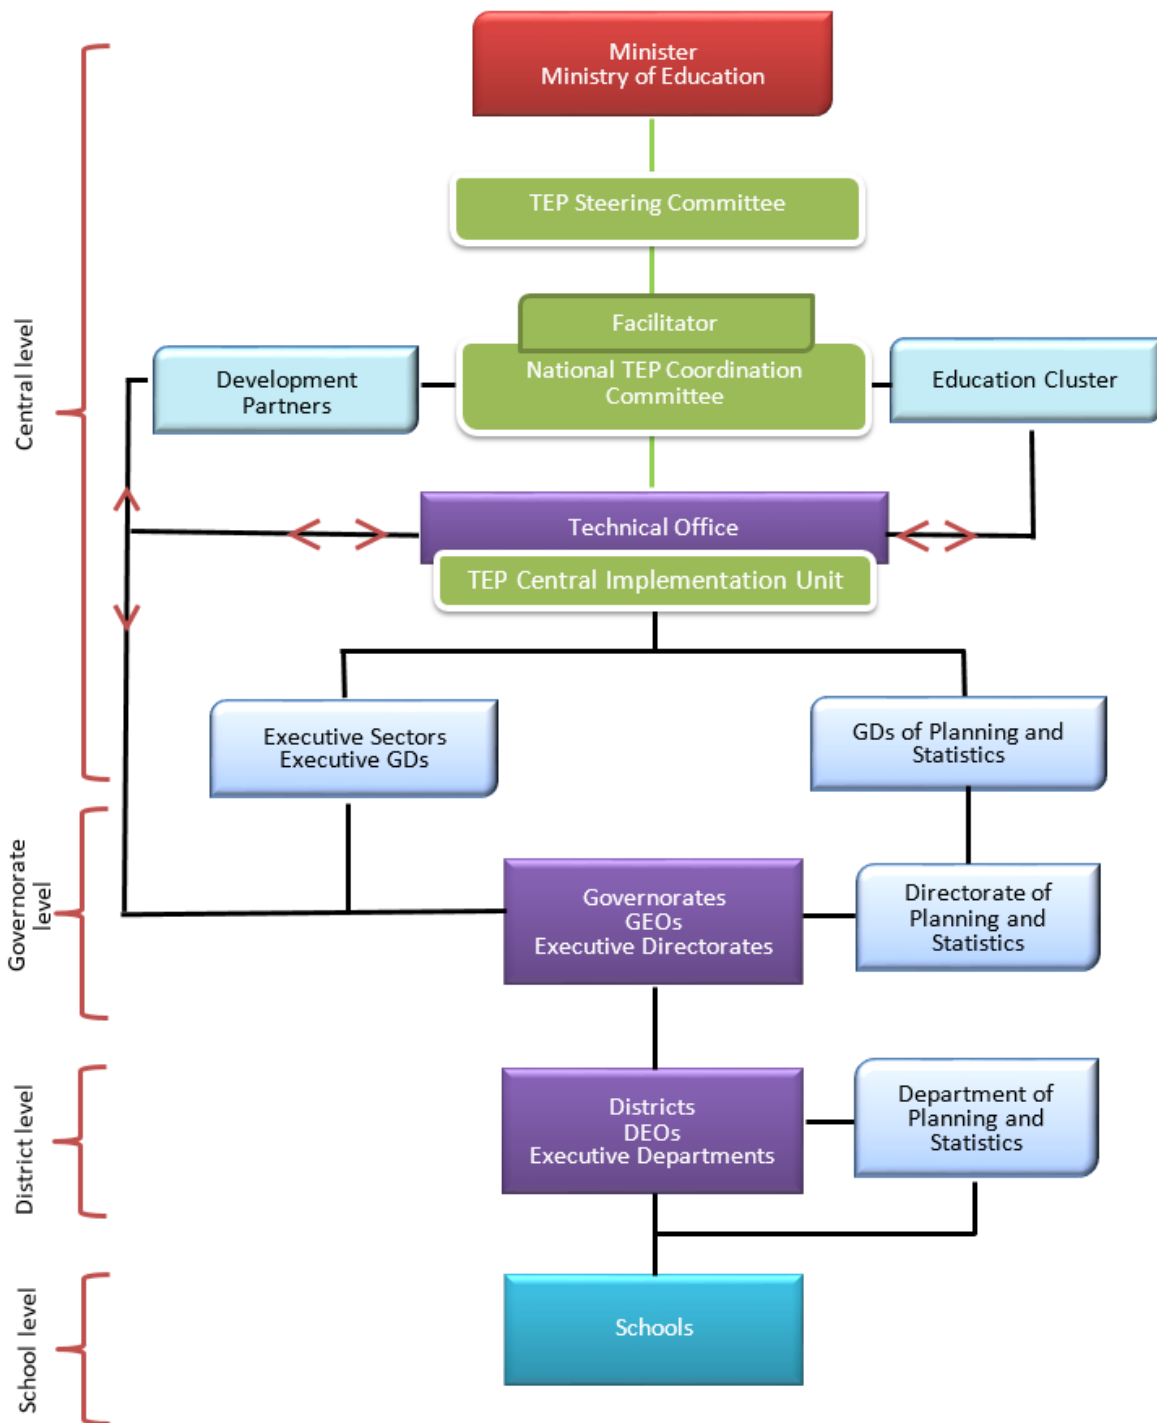 Minister
Ministry of Education
TEP Steering Committee
Facilitator
National TEP Coordination
Committee
Development
Partners
Education Cluster
Central level
Technical Office
TEP Central Implementation Unit
Executive Sectors
Executive GDs
GDs of Planning and
Statistics
Governorate
level
Governorates
GEOs
Executive Directorates
Directorate of
Planning and
Statistics
District level
Districts
DEOs
Executive Departments
Department of
Planning and
Statistics
School level
Schools